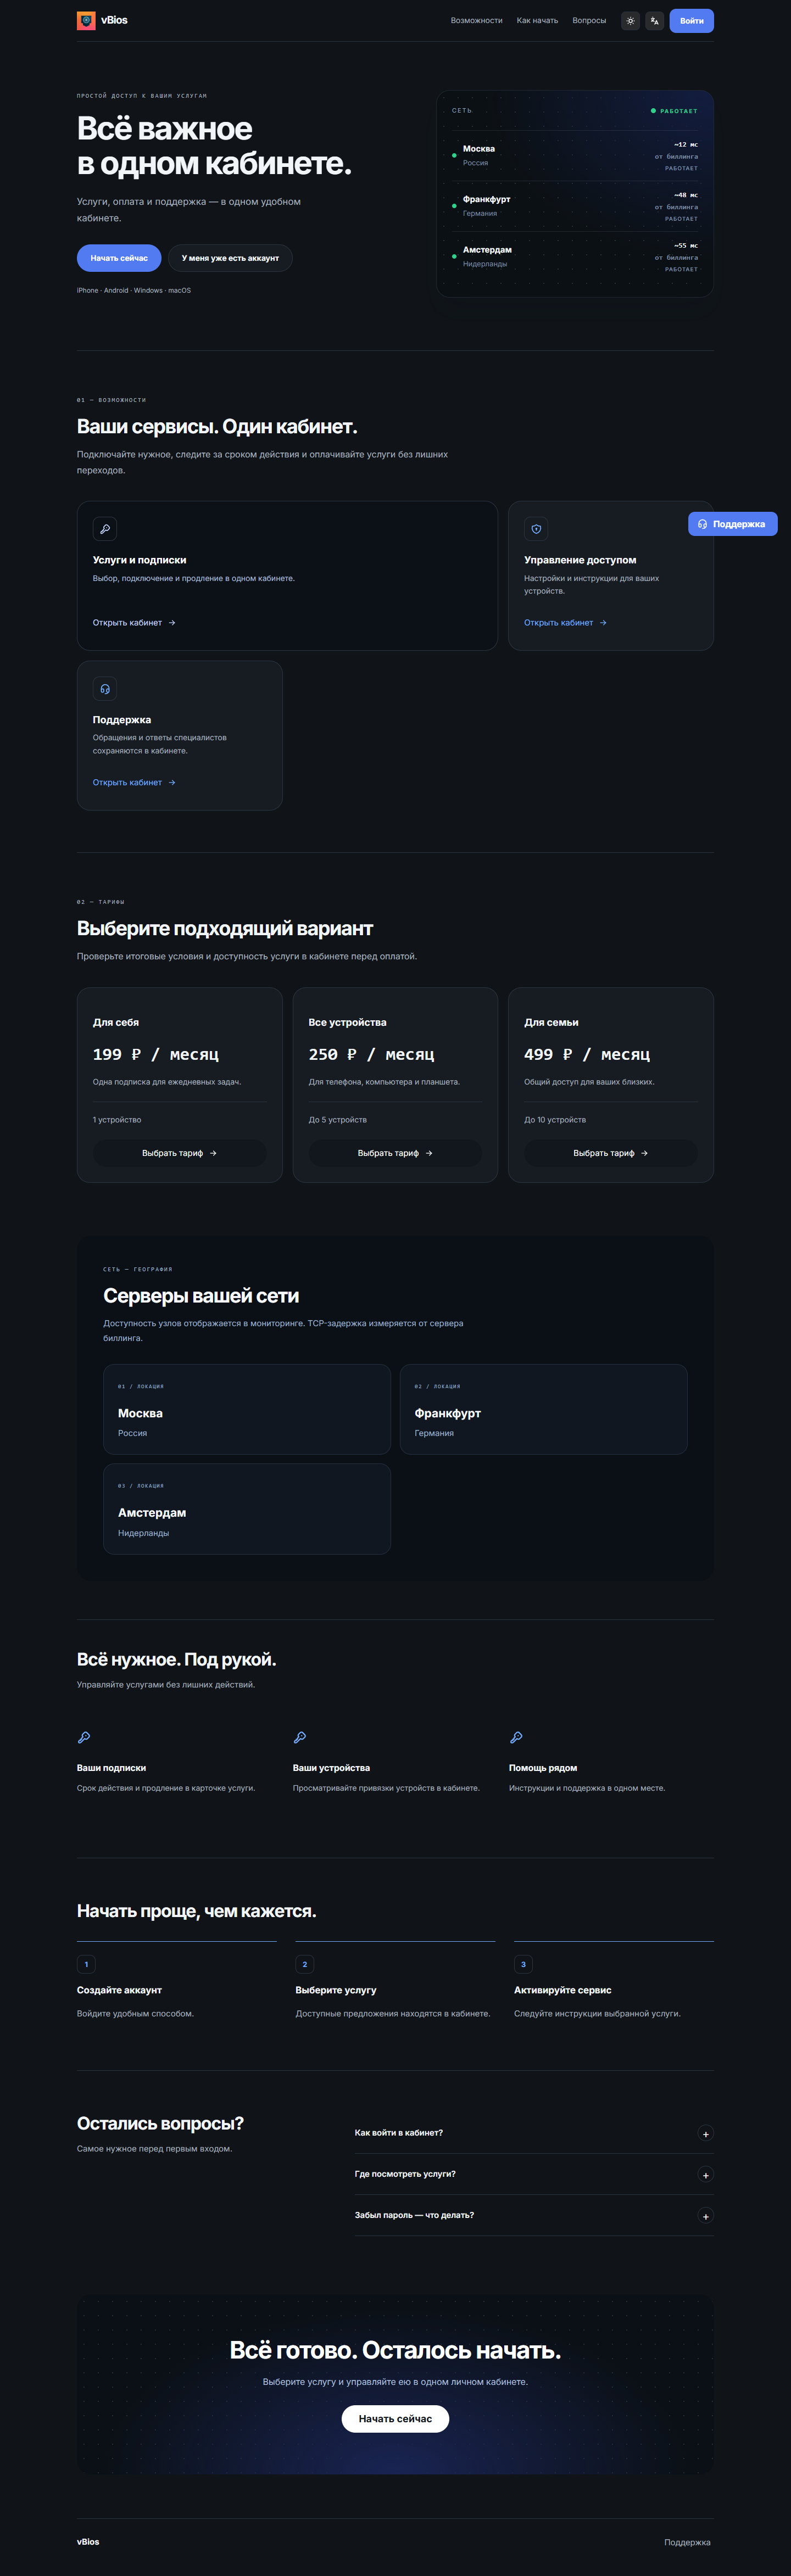 vBios
Возможности
Как начать
Вопросы
Войти
ПРОСТОЙ ДОСТУП К ВАШИМ УСЛУГАМ
Всё важное
в одном кабинете.
Услуги, оплата и поддержка — в одном удобном
кабинете.
Начать сейчас
У меня уже есть аккаунт
iPhone · Android · Windows · macOS
СЕТЬ
РАБОТАЕТ
Москва
Россия
~12 мс
от биллинга
РАБОТАЕТ
Франкфурт
Германия
~48 мс
от биллинга
РАБОТАЕТ
Амстердам
Нидерланды
~55 мс
от биллинга
РАБОТАЕТ
01 — ВОЗМОЖНОСТИ
Ваши сервисы. Один кабинет.
Подключайте нужное, следите за сроком действия и оплачивайте услуги без лишних
переходов.
Услуги и подписки
Выбор, подключение и продление в одном кабинете.
Открыть кабинет →
Управление доступом
Настройки и инструкции для ваших
устройств.
Открыть кабинет →
Поддержка
Поддержка
Обращения и ответы специалистов
сохраняются в кабинете.
Открыть кабинет →
02 — ТАРИФЫ
Выберите подходящий вариант
Проверьте итоговые условия и доступность услуги в кабинете перед оплатой.
Для себя
199 ₽ / месяц
Одна подписка для ежедневных задач.
1 устройство
Выбрать тариф →
Все устройства
250 ₽ / месяц
Для телефона, компьютера и планшета.
До 5 устройств
Выбрать тариф →
Для семьи
499 ₽ / месяц
Общий доступ для ваших близких.
До 10 устройств
Выбрать тариф →
СЕТЬ — ГЕОГРАФИЯ
Серверы вашей сети
Доступность узлов отображается в мониторинге. TCP-задержка измеряется от сервера
биллинга.
01 / ЛОКАЦИЯ
Москва
Россия
02 / ЛОКАЦИЯ
Франкфурт
Германия
03 / ЛОКАЦИЯ
Амстердам
Нидерланды
Всё нужное. Под рукой.
Управляйте услугами без лишних действий.
Ваши подписки
Срок действия и продление в карточке услуги.
Ваши устройства
Просматривайте привязки устройств в кабинете.
Помощь рядом
Инструкции и поддержка в одном месте.
Начать проще, чем кажется.
1
Создайте аккаунт
Войдите удобным способом.
2
Выберите услугу
Доступные предложения находятся в кабинете.
3
Активируйте сервис
Следуйте инструкции выбранной услуги.
Остались вопросы?
Самое нужное перед первым входом.
Как войти в кабинет?
+
Где посмотреть услуги?
+
Забыл пароль — что делать?
+
Всё готово. Осталось начать.
Выберите услугу и управляйте ею в одном личном кабинете.
Начать сейчас
vBios
Поддержка